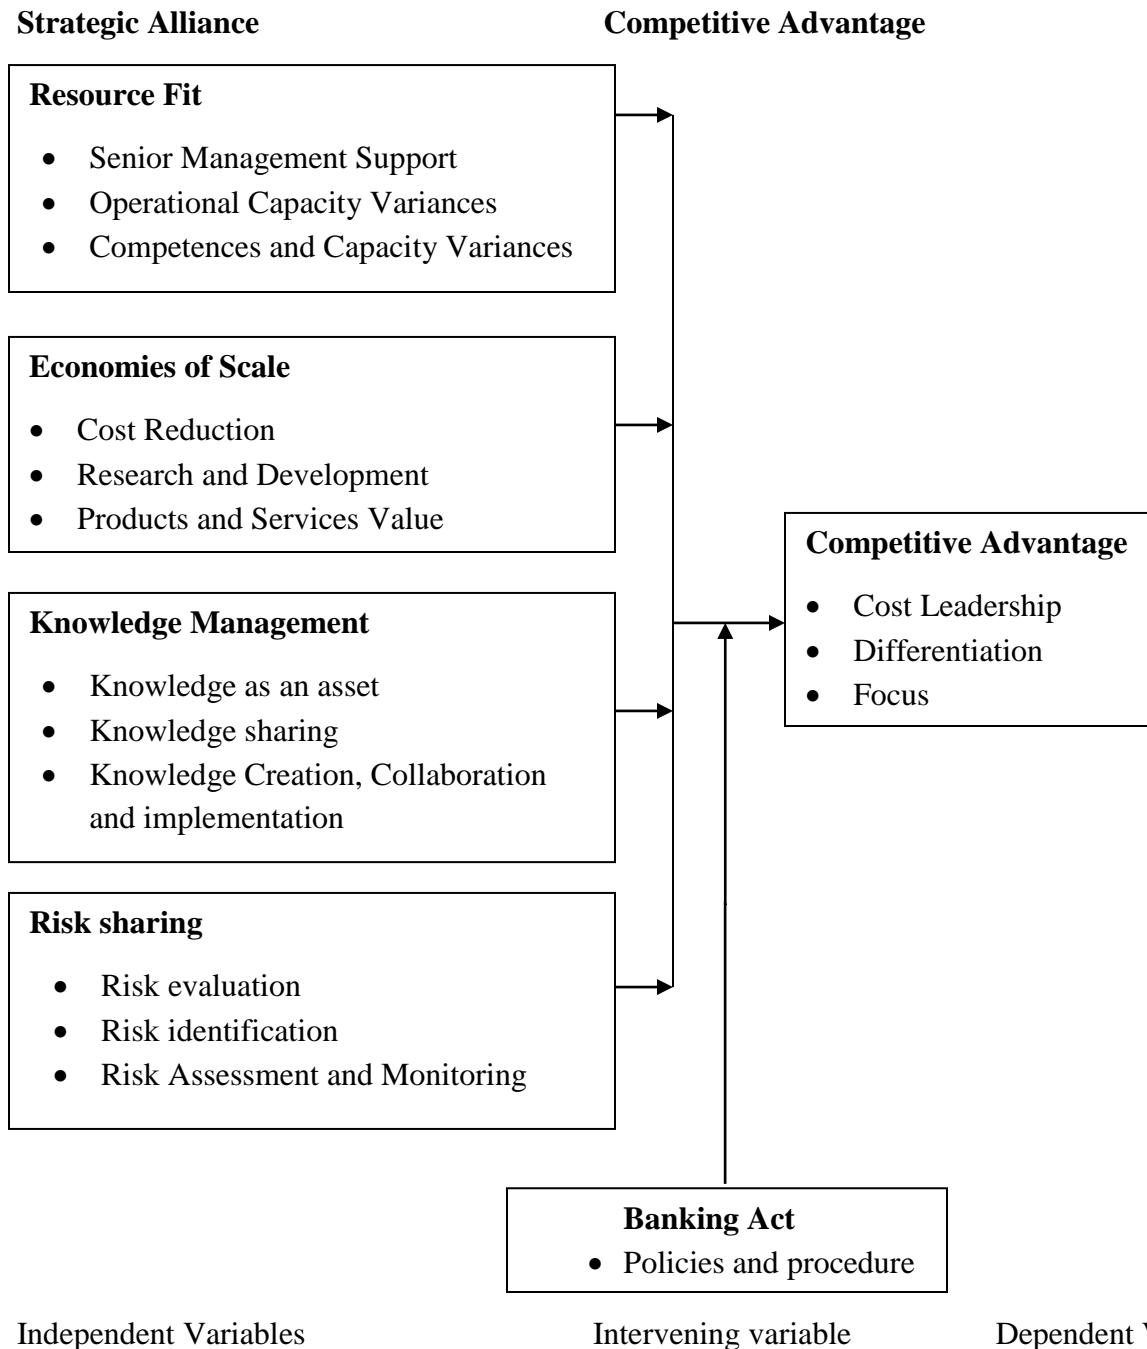 Strategic Alliance
Competitive Advantage
Resource Fit
• Senior Management Support
• Operational Capacity Variances
• Competences and Capacity Variances
Economies of Scale
• Cost Reduction
• Research and Development
• Products and Services Value
Knowledge Management
• Knowledge as an asset
• Knowledge sharing
• Knowledge Creation, Collaboration
and implementation
Risk sharing
• Risk evaluation
• Risk identification
• Risk Assessment and Monitoring
Competitive Advantage
• Cost Leadership
• Differentiation
• Focus
Banking Act
• Policies and procedure
Independent Variables
Intervening variable
Dependent V